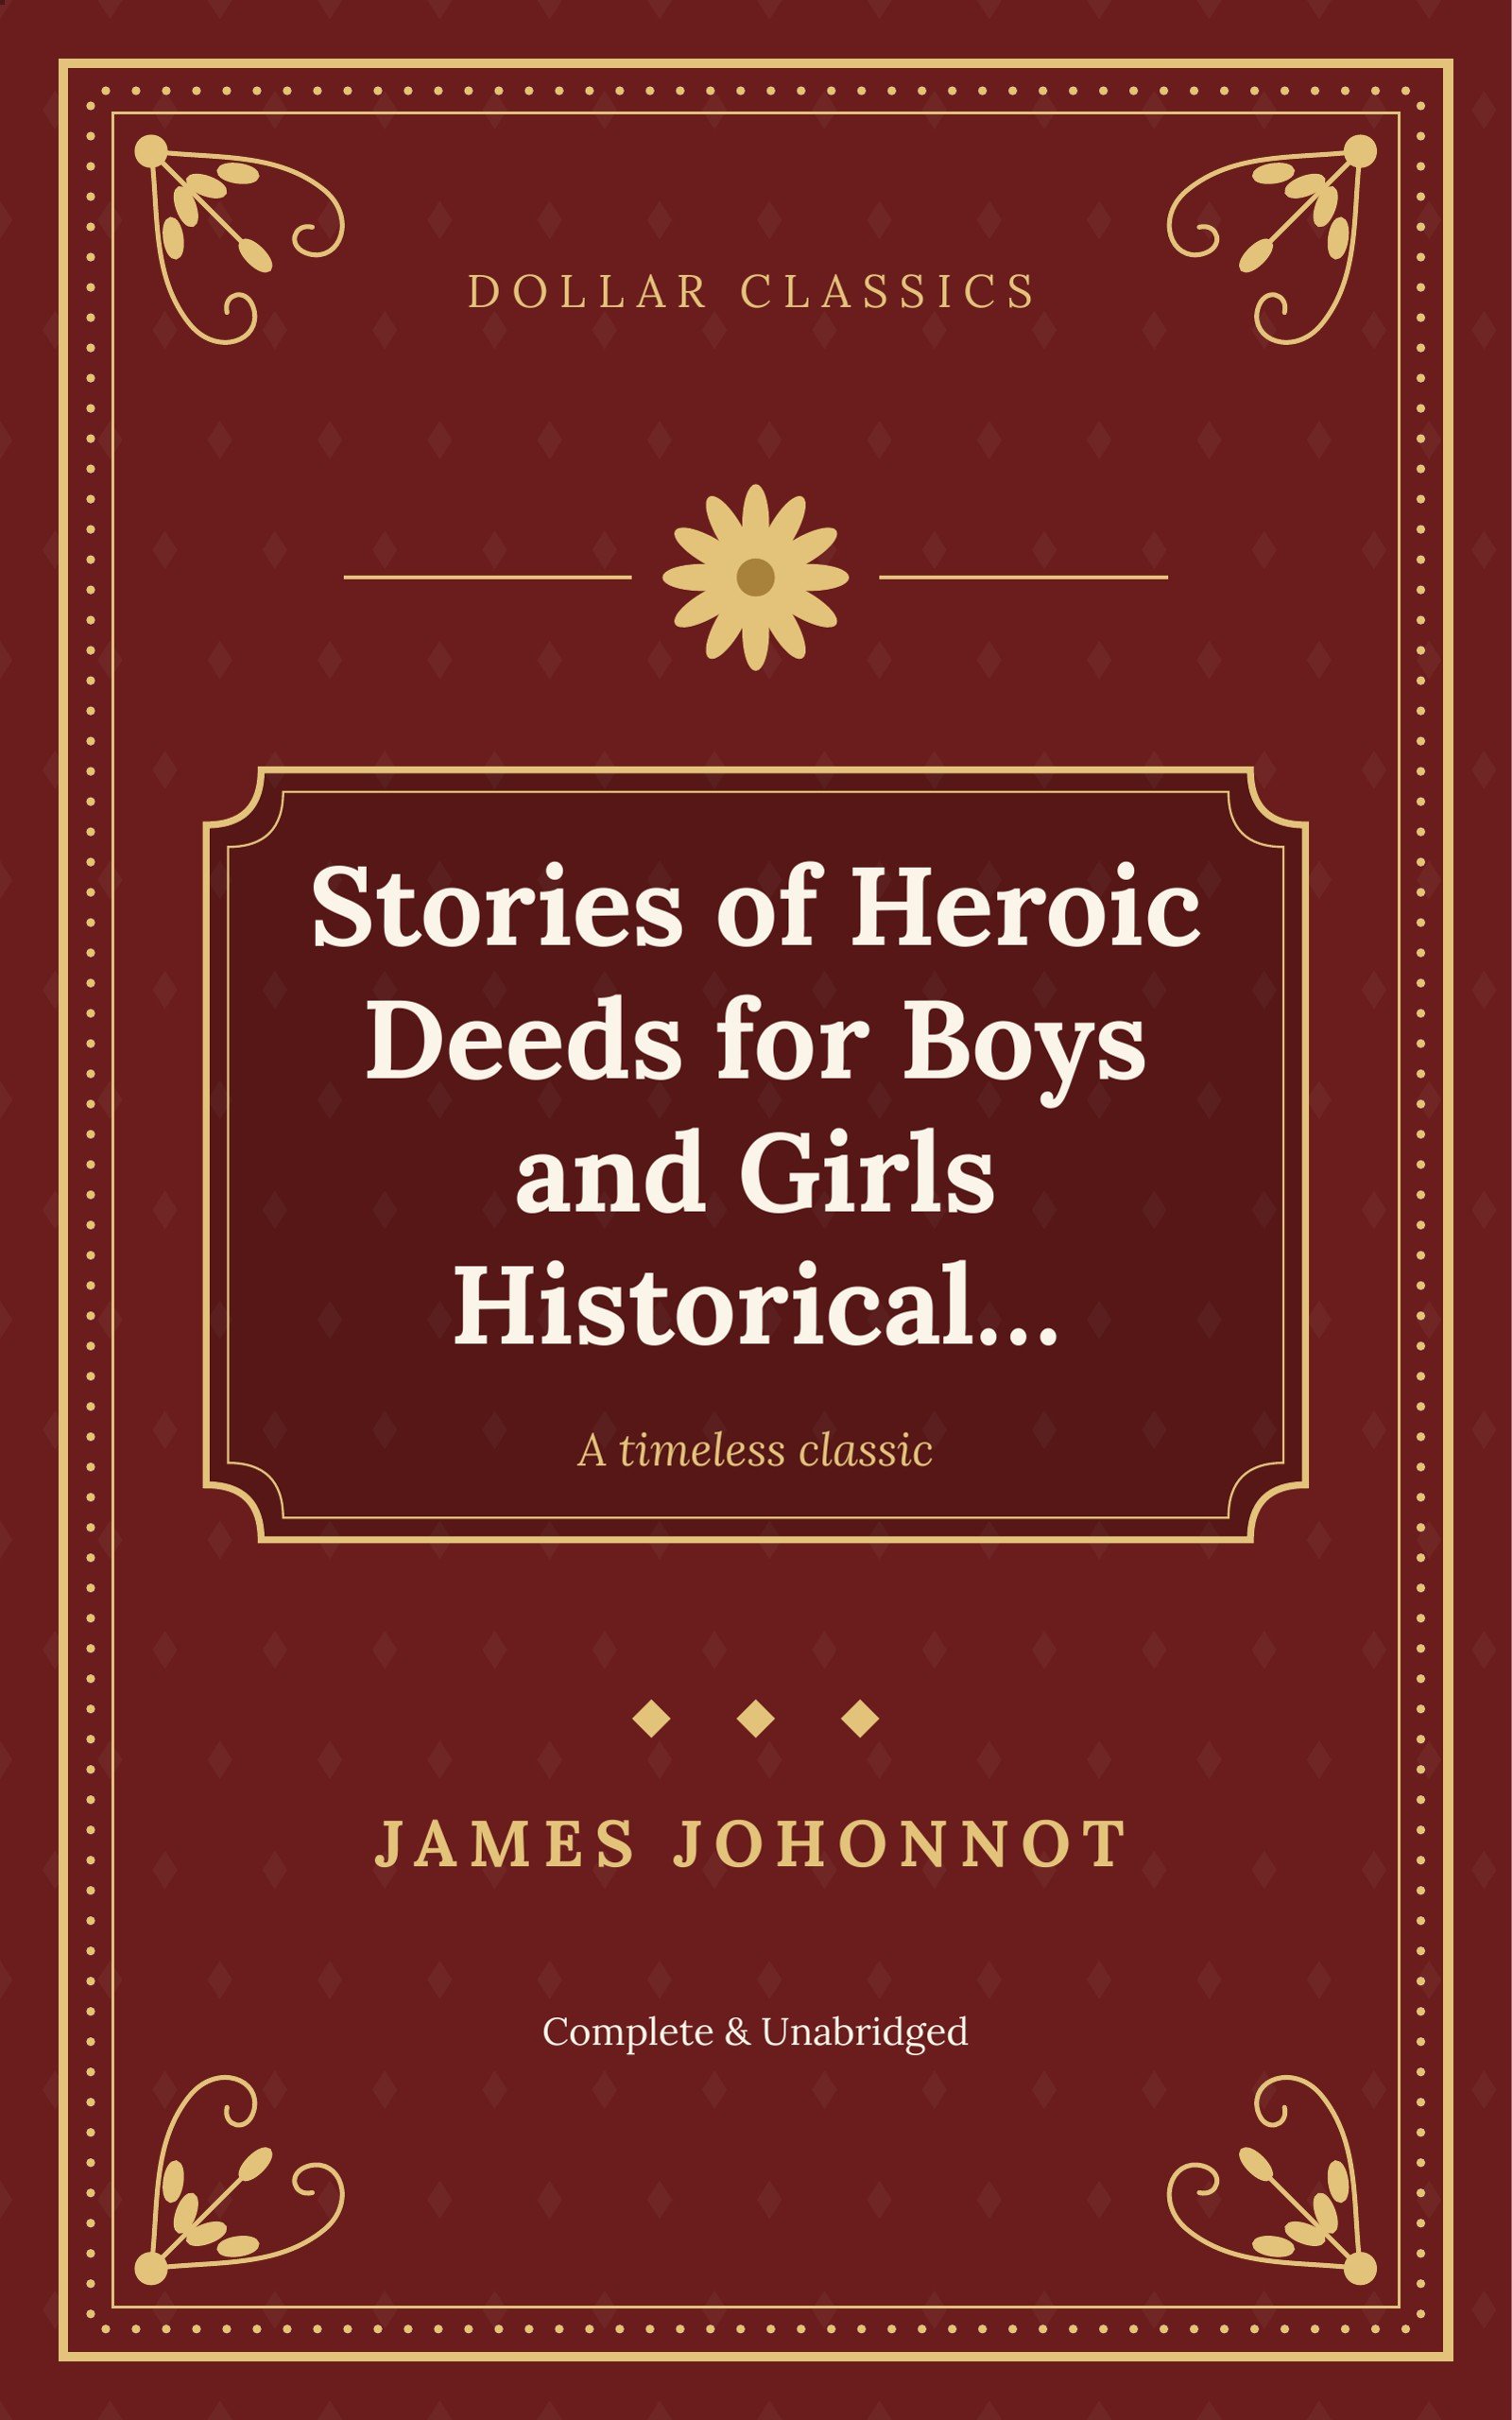 DOLLAR CLASSICS
Stories of Heroic
Deeds for Boys
and Girls
Historical...
A timeless classic
JAMES JOHONNOT
Complete & Unabridged